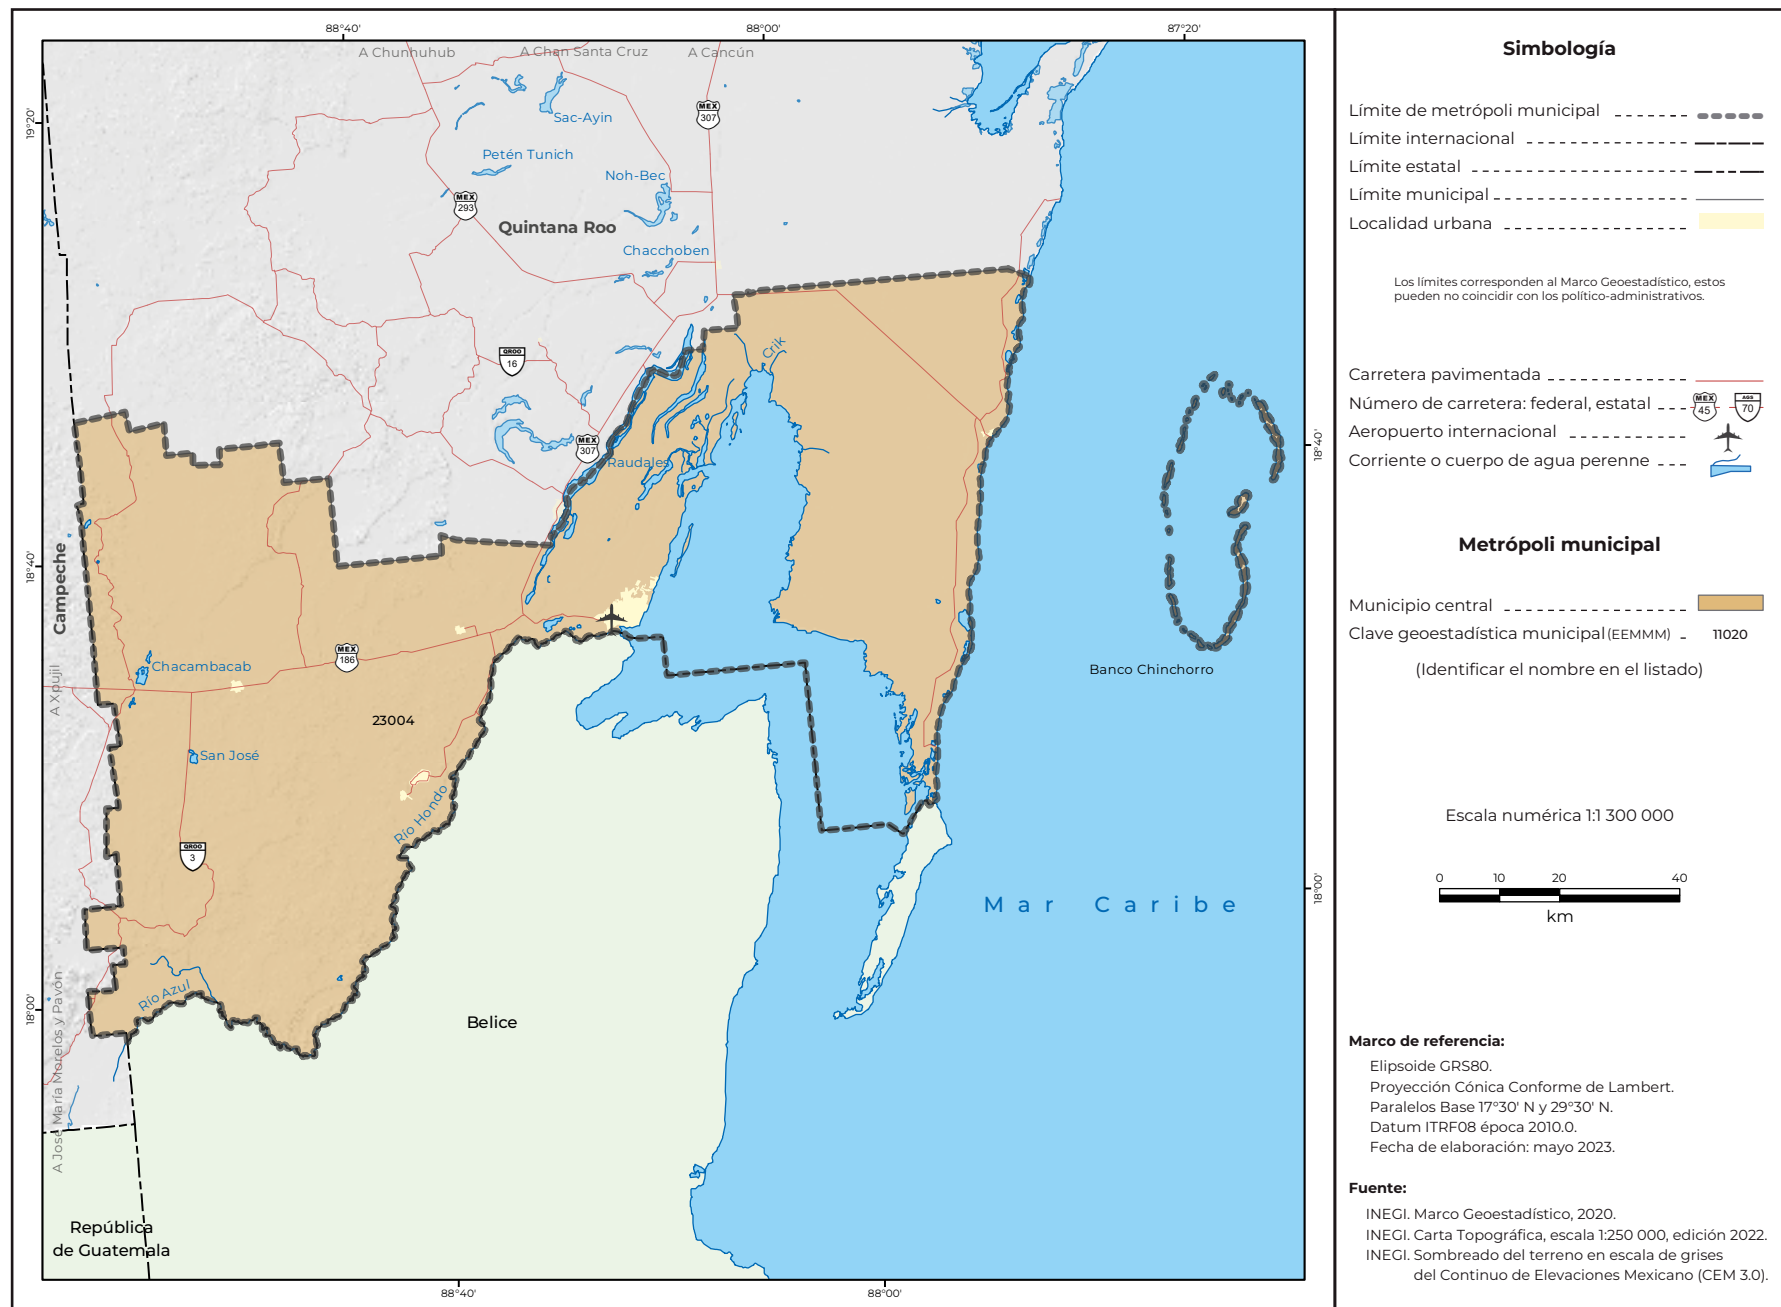 88°40'
88°00'
87°20'
A Chunhuhub
A Chan Santa Cruz
A Cancún
19°20'
MEX
307
Sac-Ayin
Petén Tunich
Noh-Bec
MEX
293
Quintana Roo
Chacchoben
QROO
16
Crik
MEX
307
Raudales
18°40'
18°40'
Campeche
A Xpujil
Chacambacab
MEX
186
23004
San José
Río Hondo
QROO
3
Banco Chinchorro
Mar Caribe
18°00'
18°00'
Río Azul
A José María Morelos y Pavón
Belice
República
de Guatemala
88°40'
88°00'
Simbología
Límite de metrópoli municipal
Límite internacional
Límite estatal
Límite municipal
Localidad urbana
Los límites corresponden al Marco Geoestadístico, estos
pueden no coincidir con los político-administrativos.
Carretera pavimentada
Número de carretera: federal, estatal
MEX
45
AGS
70
Aeropuerto internacional
Corriente o cuerpo de agua perenne
Metrópoli municipal
Municipio central
Clave geoestadística municipal (EEMMM) 11020
(Identificar el nombre en el listado)
Escala numérica 1:1 300 000
0 10 20 40
km
Marco de referencia:
Elipsoide GRS80.
Proyección Cónica Conforme de Lambert.
Paralelos Base 17°30' N y 29°30' N.
Datum ITRF08 época 2010.0.
Fecha de elaboración: mayo 2023.
Fuente:
INEGI. Marco Geoestadístico, 2020.
INEGI. Carta Topográfica, escala 1:250 000, edición 2022.
INEGI. Sombreado del terreno en escala de grises
del Continuo de Elevaciones Mexicano (CEM 3.0).